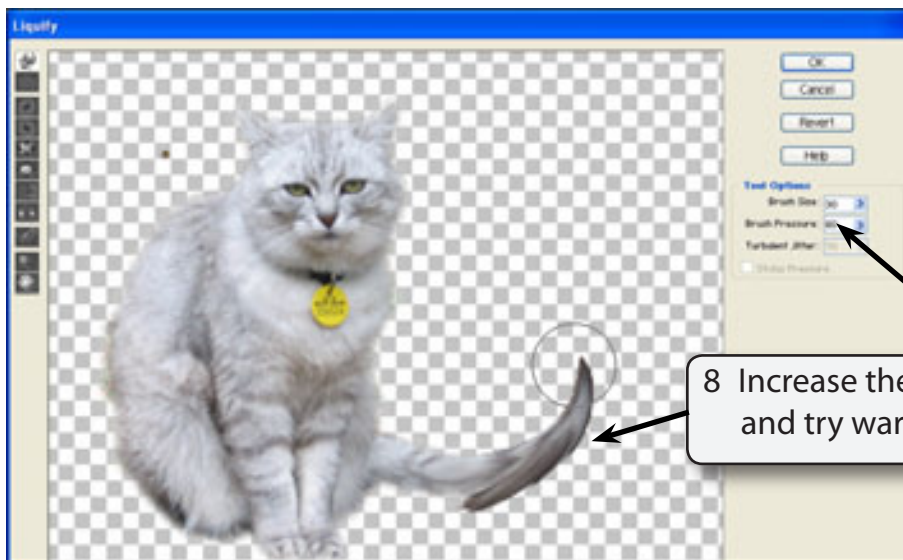 Liquify
OK
Cancel
Revert
Help
Tool Options
Brush Size:
Brush Pressure:
Turbulent Jitter:
Stylus Pressure
8 Increase the
and try war